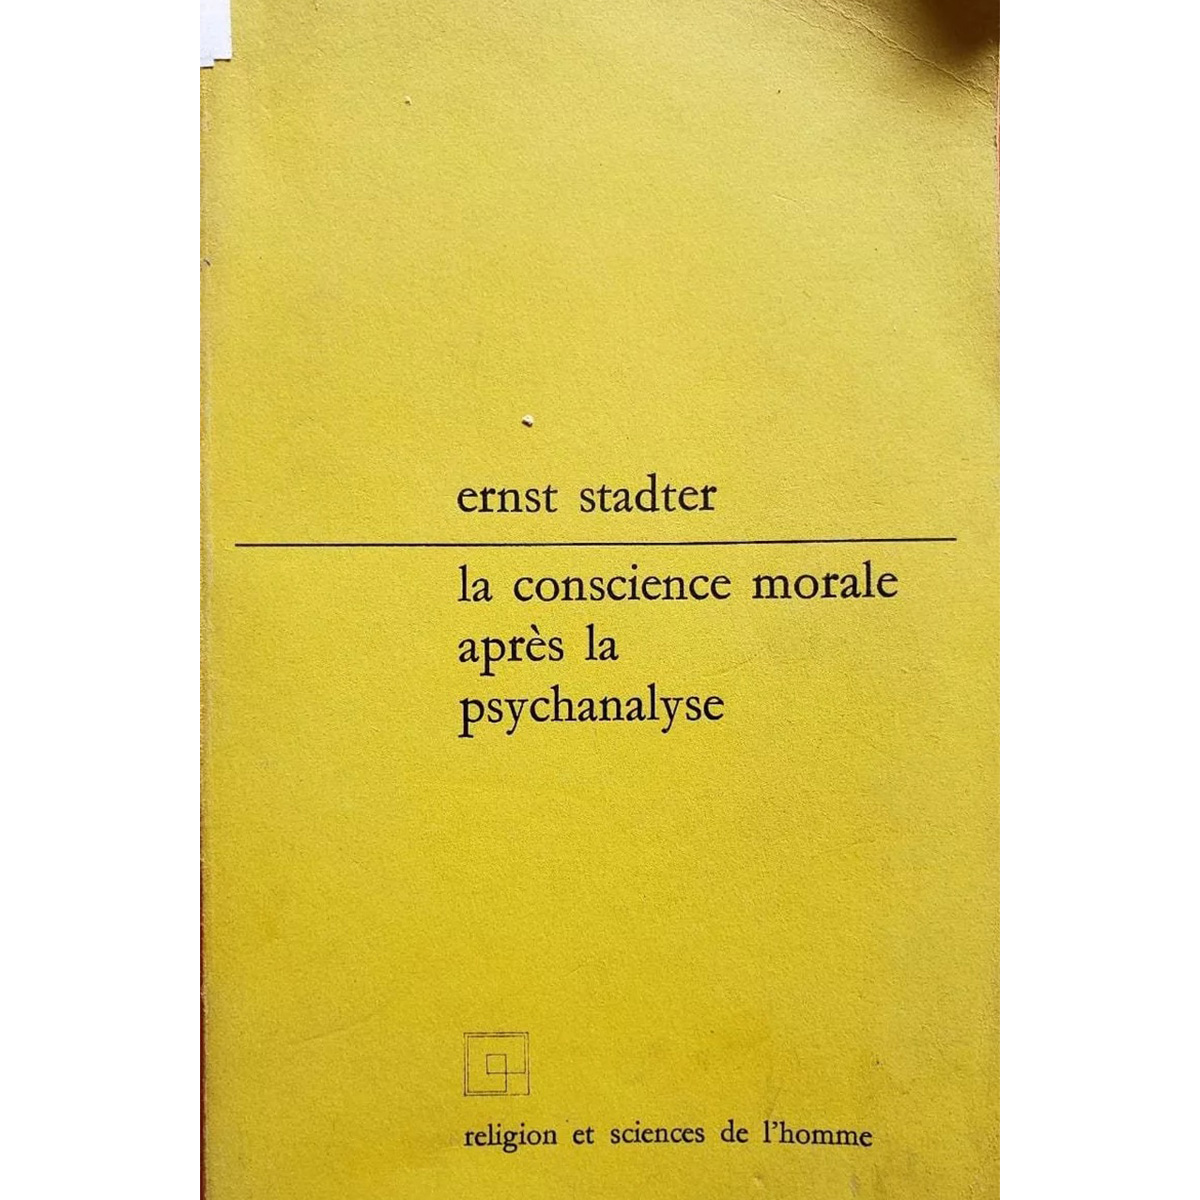 ernst stadter
la conscience morale
après la
psychanalyse
religion et sciences de l'homme